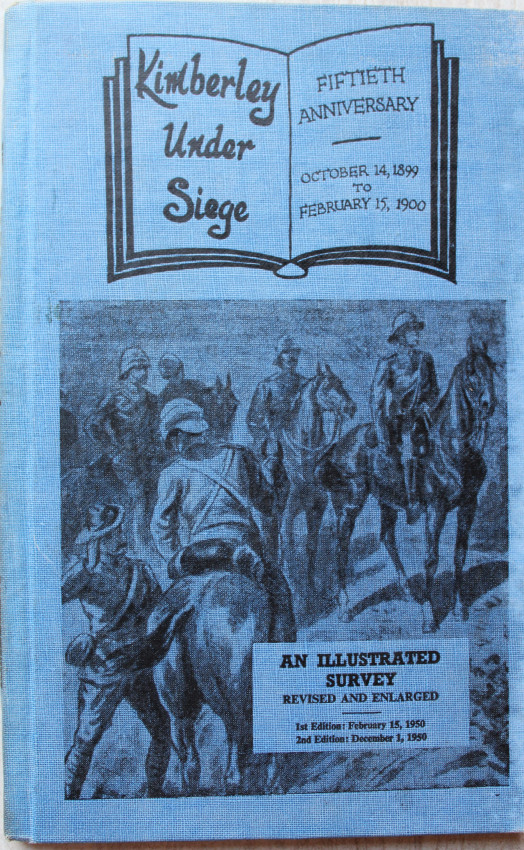 Kimberley
Under
Siege
FIFTIETH
ANNIVERSARY
OCTOBER 14, 1899
TO
FEBRUARY 15, 1900
AN ILLUSTRATED
SURVEY
REVISED AND ENLARGED
1st Edition: February 15, 1950
2nd Edition: December 1, 1950